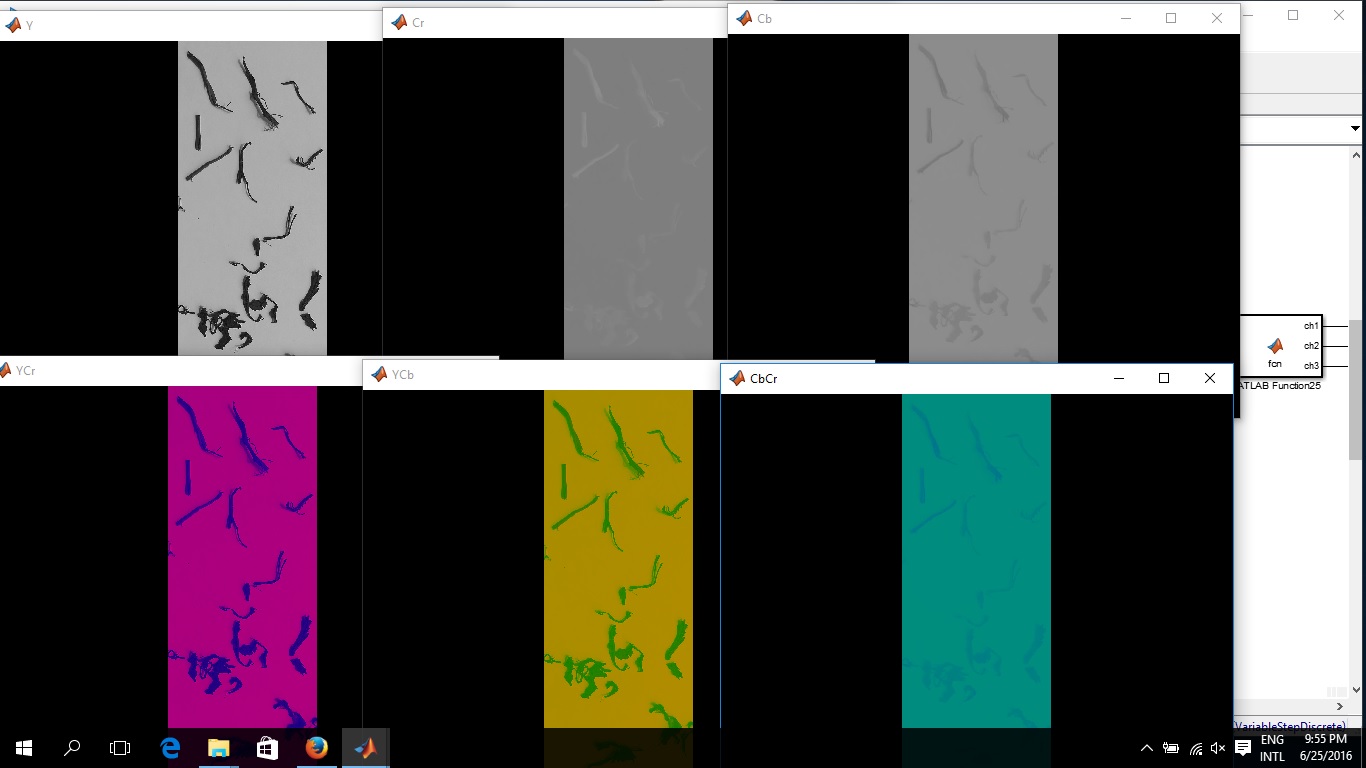 Y
Cr
Cb
ch1
ch2
ch3
fcn
ATLAB Function25
YCr
YCb
CbCr
(VariableStepDiscrete)
ENG
INTL
9:55 PM
6/25/2016